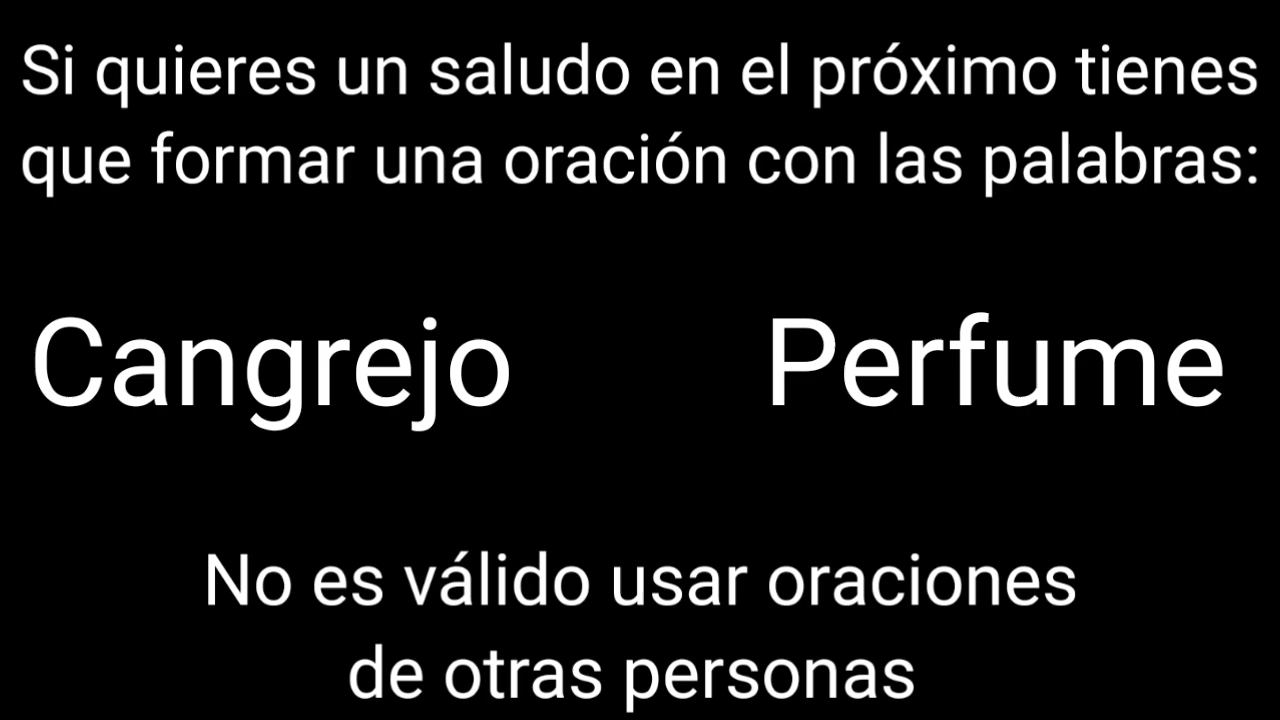 Si quieres un saludo en el próximo tienes
que formar una oración con las palabras:
Cangrejo Perfume
No es válido usar oraciones
de otras personas